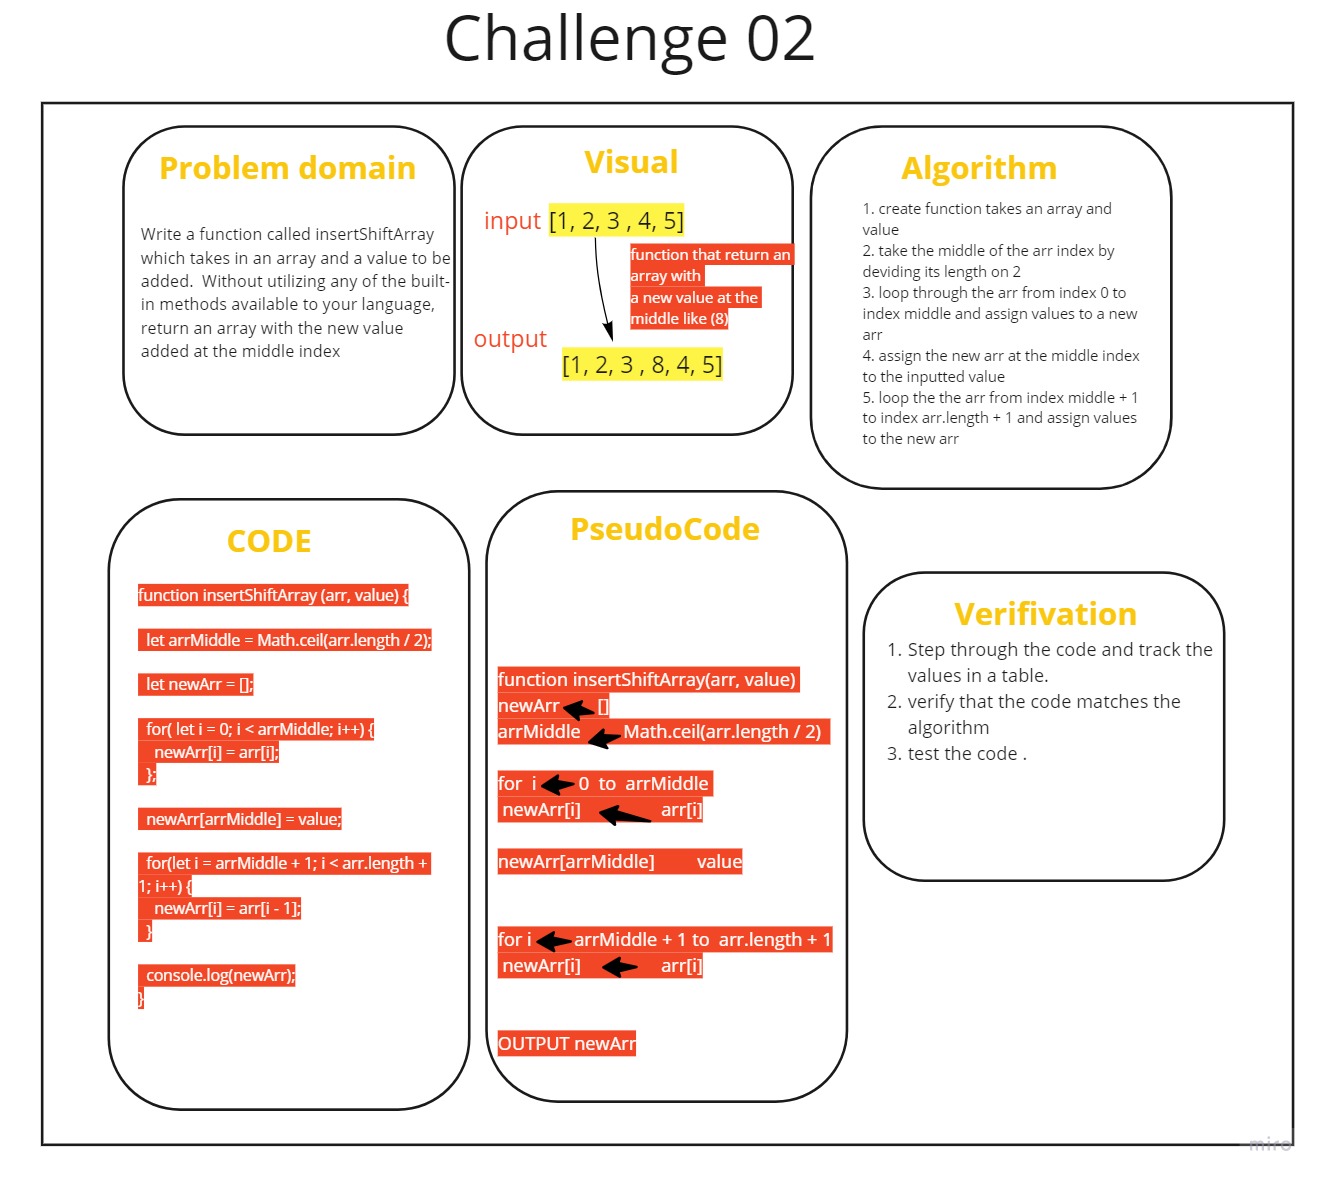 Challenge 02
Problem domain
Write a function called insertShiftArray
which takes in an array and a value to be
added.  Without utilizing any of the built-
in methods available to your language,
return an array with the new value
added at the middle index
Visual
input [1, 2, 3 , 4, 5]
function that return an
array with
a new value at the
middle like (8)
output
[1, 2, 3 , 8, 4, 5]
Algorithm
1. create function takes an array and
value
2. take the middle of the arr index by
deviding its length on 2
3. loop through the arr from index 0 to
index middle and assign values to a new
arr
4. assign the new arr at the middle index
to the inputted value
5. loop the the arr from index middle + 1
to index arr.length + 1 and assign values
to the new arr
CODE
function insertShiftArray (arr, value) {
let arrMiddle = Math.ceil(arr.length / 2);
let newArr = [];
for( let i = 0; i < arrMiddle; i++) {
newArr[i] = arr[i];
};
newArr[arrMiddle] = value;
for(let i = arrMiddle + 1; i < arr.length +
1; i++) {
newArr[i] = arr[i - 1];
}
console.log(newArr);
}
PseudoCode
function insertShiftArray(arr, value)
newArr []
arrMiddle Math.ceil(arr.length / 2)
for i 0 to arrMiddle
newArr[i] arr[i]
newArr[arrMiddle] value
for i arrMiddle + 1 to arr.length + 1
newArr[i] arr[i]
OUTPUT newArr
Verifivation
1. Step through the code and track the
values in a table.
2. verify that the code matches the
algorithm
3. test the code .
miro